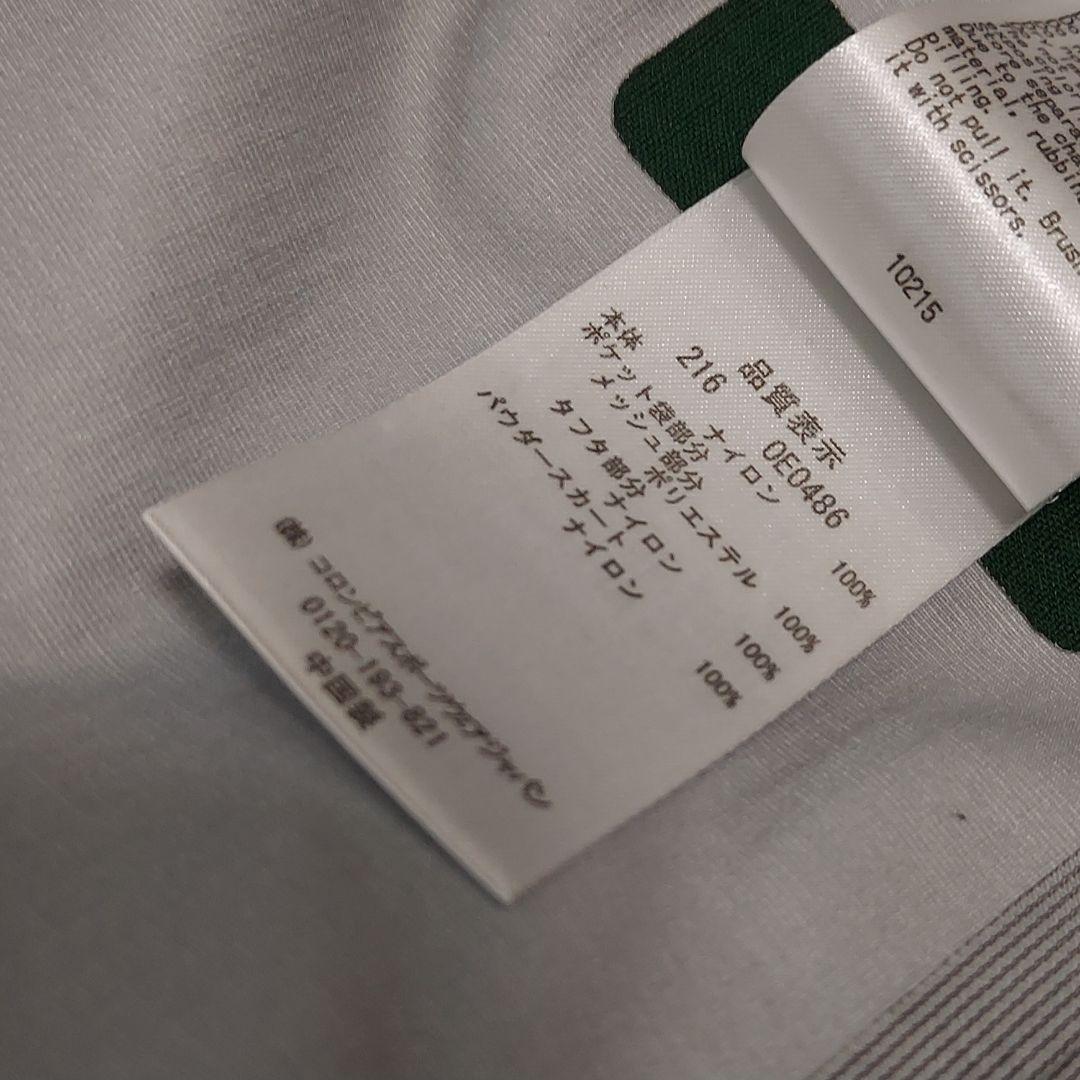 material, rubbin
pilling.
Do not pull it. Brush
it with scissors.
10215
品質表示
216 OE0486
本体 ナイロン 100%
ポケット袋部分
メッシュ部分 ポリエステル 100%
タフタ部分 ナイロン 100%
パウダースカート
ナイロン 100%
(株) コロンビアスポーツウェアジャパン
0120-193-821
中国製